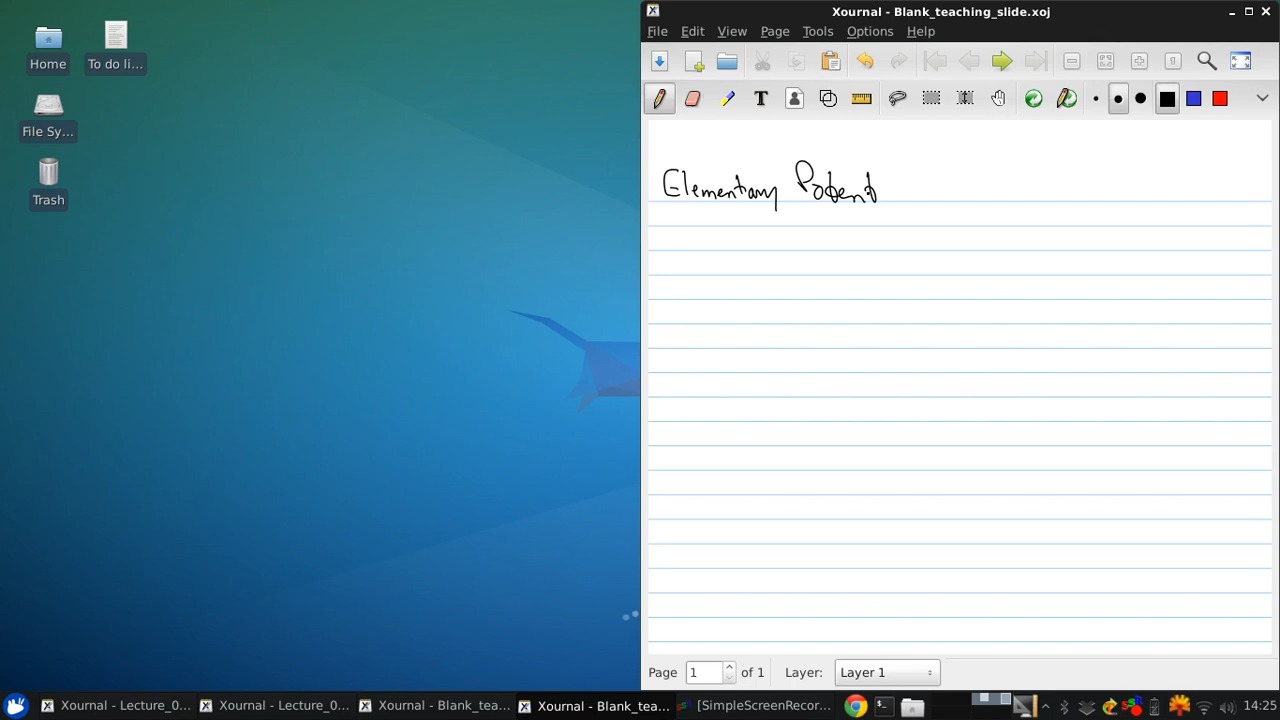 Xournal - Blank_teaching_slide.xoj
File Edit View Page Tools Options Help
Home
To do li...
File Sy...
Trash
Elementary Potent
Page 1 of 1 Layer: Layer 1
Xournal - Lecture_0... Xournal - Lecture_0... Xournal - Blank_tea... Xournal - Blank_tea... [SimpleScreenRecor... 14:25